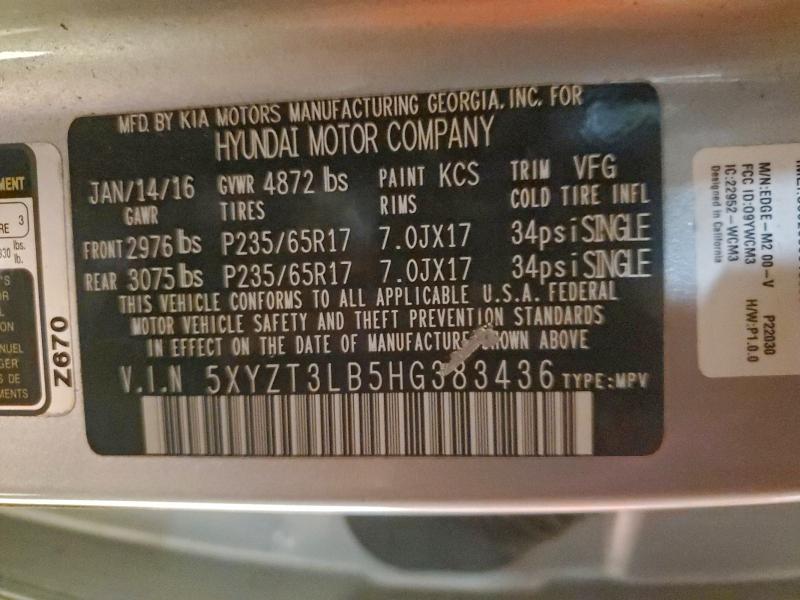 MFD. BY KIA MOTORS MANUFACTURING GEORGIA, INC. FOR
HYUNDAI MOTOR COMPANY
JAN/14/16 GVWR 4872 lbs PAINT KCS TRIM VFG
GAWR TIRES RIMS COLD TIRE INFL
FRONT 2976 lbs P235/65R17 7.0JX17 34psi SINGLE
REAR 3075 lbs P235/65R17 7.0JX17 34psi SINGLE
THIS VEHICLE CONFORMS TO ALL APPLICABLE U.S.A. FEDERAL
MOTOR VEHICLE SAFETY AND THEFT PREVENTION STANDARDS
IN EFFECT ON THE DATE OF MANUFACTURE SHOWN ABOVE
V.I.N 5XYZT3LB5HG383436 TYPE:MPV
Z670
3
lb.
M/N:EDGE-M2 00-V P22030
FCC ID:O9YWCM3 H/W:P1.0.0
IC:22952-WCM3
Designed in California